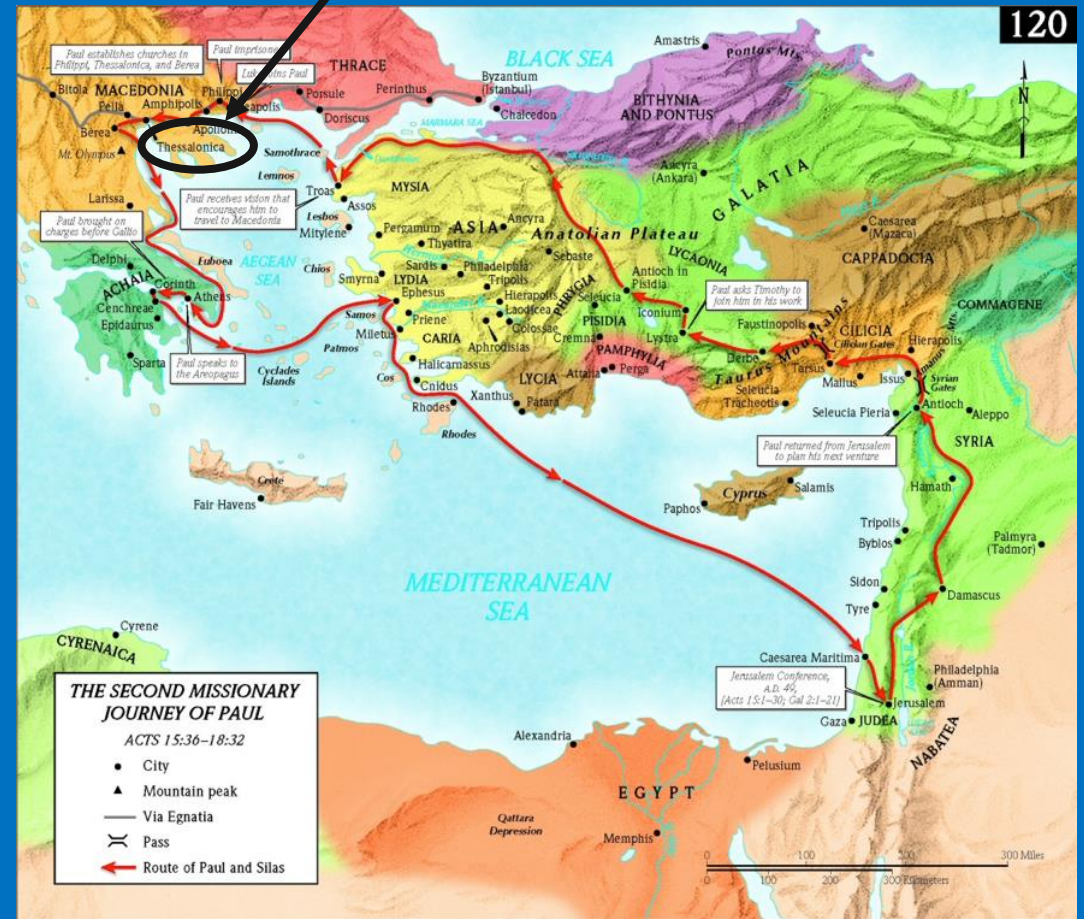 120
BLACK SEA
Amastris
Pontus Mts.
Paul establishes churches in
Philippi, Thessalonica, and Berea
Paul imprisoned
THRACE
Bitola
MACEDONIA
Philippi
Porsule
Perinthus
Byzantium
(Istanbul)
Chalcedon
BITHYNIA
AND PONTUS
Pella
Amphipolis
Doriscus
MARMARA SEA
Berea
Thessalonica
Mt. Olympus
Samothrace
Lemnos
Ancyra
(Ankara)
GALATIA
Troas
MYSIA
Assos
Larissa
Paul receives vision that
encourages him to
travel to Macedonia
Lesbos
Mitylene
Pergamum
ASIA
Ancyra
Thyatira
Anatolian Plateau
Caesarea
(Mazaca)
CAPPADOCIA
Paul brought on
charges before Gallio
Delphi
Euboea
AEGEAN
SEA
Chios
Smyrna
Sardis
Philadelphia
LYDIA
Tripolis
Sebaste
LYCAONIA
Antioch in
Pisidia
ACHAIA
Corinth
Athens
Cenchreae
Epidaurus
Ephesus
Hierapolis
Laodicea
Colossae
PHRYGIA
Seleucia
PISIDIA
Iconium
Paul asks Timothy to
join him in his work
COMMAGENE
Samos
Priene
Miletus
CARIA
Aphrodisias
Cremna
Lystra
Faustinopolis
CILICIA
Cilician Gates
Hierapolis
Sparta
Paul speaks to
the Areopagus
Patmos
Cyclades
Islands
Halicarnassus
PAMPHYLIA
Attalia
Perga
Derbe
Taurus Mountains
Tarsus
Mallus
Issus
Amanus Mts.
Syrian
Gates
Cos
Cnidus
LYCIA
Xanthus
Patara
Seleucia
Tracheotis
Seleucia Pieria
Antioch
Aleppo
Rhodes
Rhodes
Paul returned from Jerusalem
to plan his next venture
SYRIA
Crete
Fair Havens
Cyprus
Salamis
Paphos
Hamath
Tripolis
Byblos
Palmyra
(Tadmor)
MEDITERRANEAN
SEA
Sidon
Damascus
Tyre
Cyrene
CYRENAICA
Caesarea Maritima
Jerusalem Conference,
A.D. 49,
[Acts 15:1–30; Gal 2:1–21]
Philadelphia
(Amman)
Jerusalem
Gaza
JUDEA
NABATEA
THE SECOND MISSIONARY
JOURNEY OF PAUL
ACTS 15:36–18:32
City
Mountain peak
Via Egnatia
Pass
Route of Paul and Silas
Alexandria
Pelusium
EGYPT
Qattara
Depression
Memphis
0 100 200 300 Miles
0 100 200 300 Kilometers